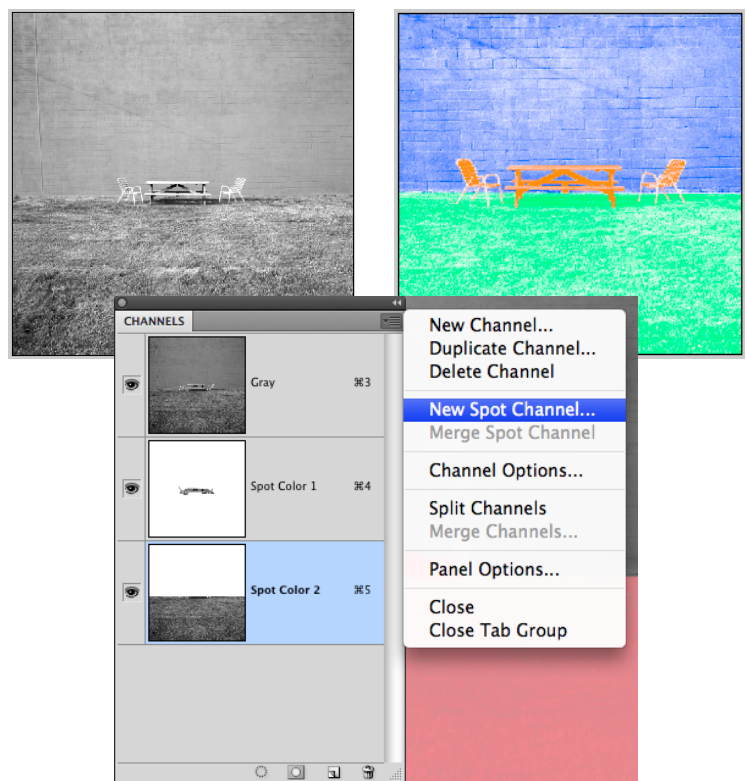 CHANNELS
Gray ⌘3
Spot Color 1 ⌘4
Spot Color 2 ⌘5
New Channel...
Duplicate Channel...
Delete Channel
New Spot Channel...
Merge Spot Channel
Channel Options...
Split Channels
Merge Channels...
Panel Options...
Close
Close Tab Group